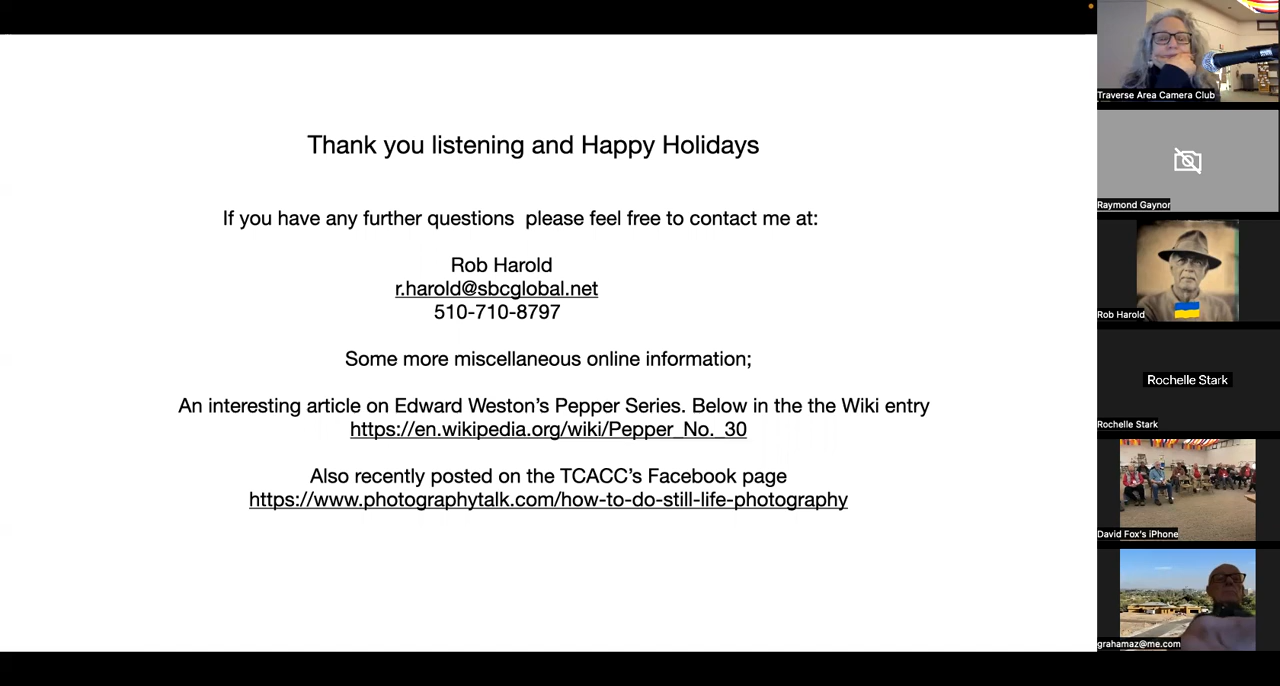 Thank you listening and Happy Holidays
If you have any further questions  please feel free to contact me at:
Rob Harold
r.harold@sbcglobal.net
510-710-8797
Some more miscellaneous online information;
An interesting article on Edward Weston’s Pepper Series. Below in the the Wiki entry
https://en.wikipedia.org/wiki/Pepper_No._30
Also recently posted on the TCACC’s Facebook page
https://www.photographytalk.com/how-to-do-still-life-photography
Traverse Area Camera Club
Raymond Gaynor
Rob Harold
Rochelle Stark
Rochelle Stark
David Fox’s iPhone
grahamaz@me.com